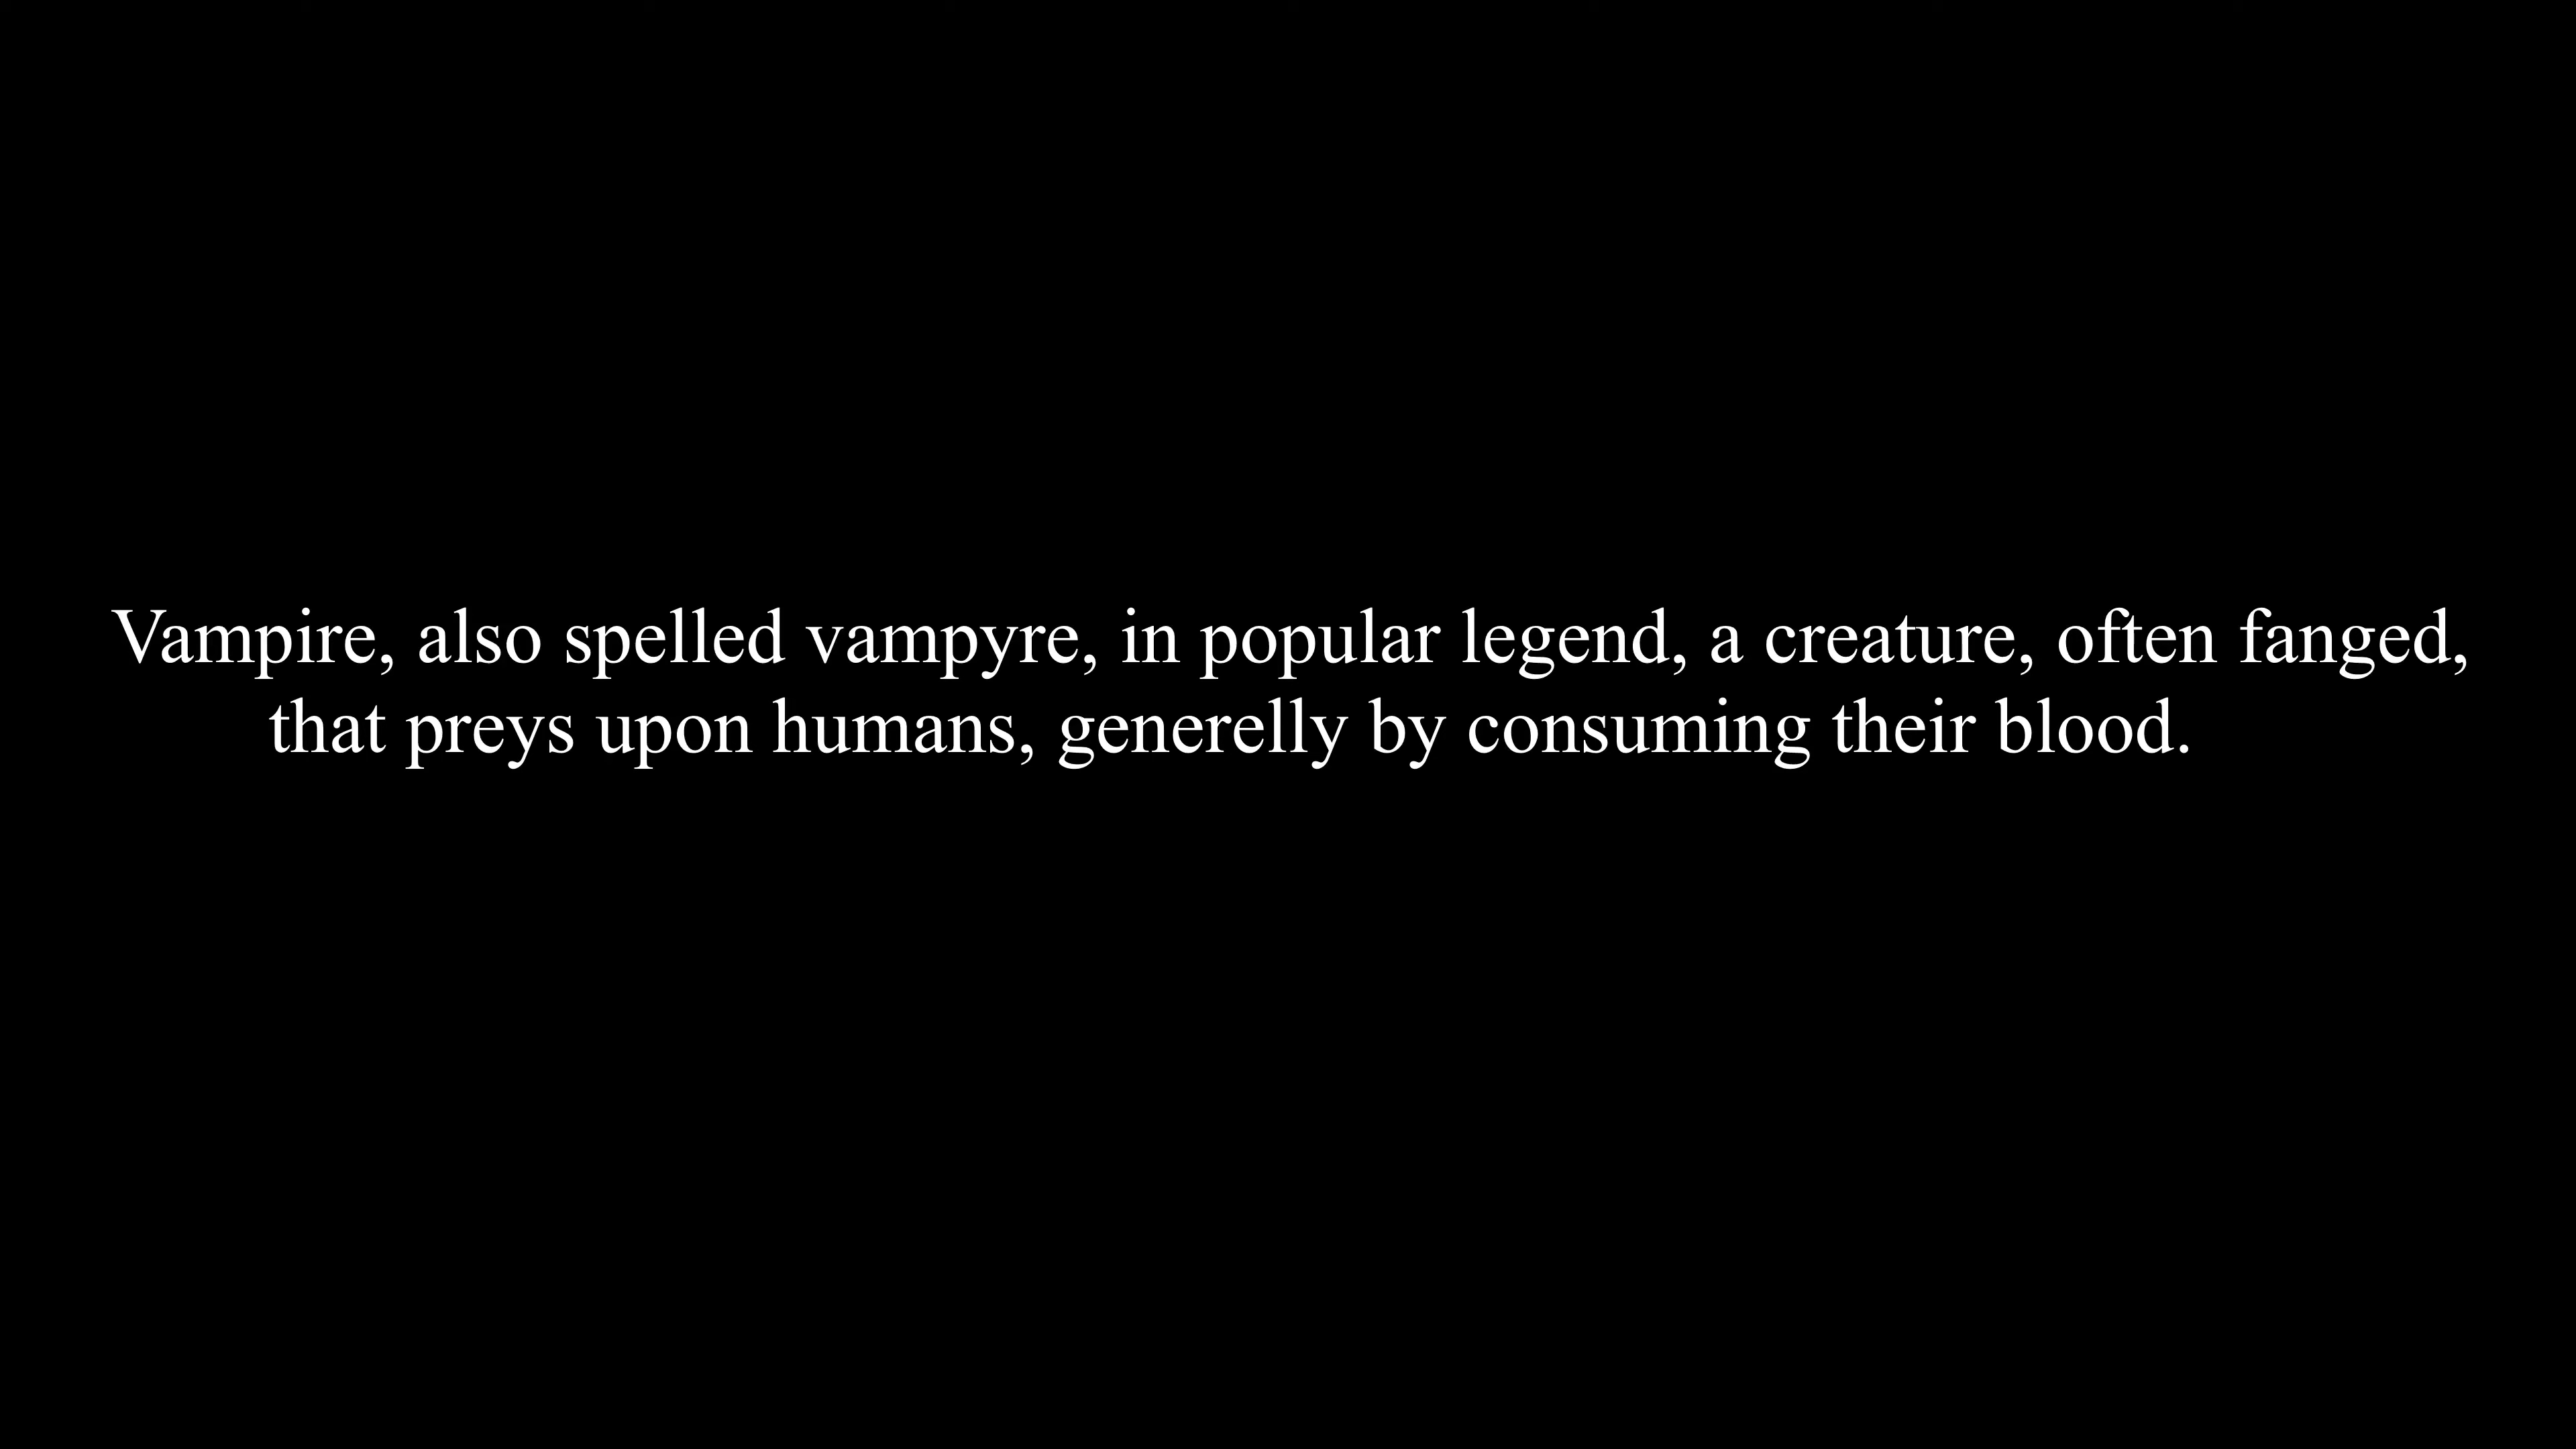 Vampire, also spelled vampyre, in popular legend, a creature, often fanged,
that preys upon humans, generelly by consuming their blood.